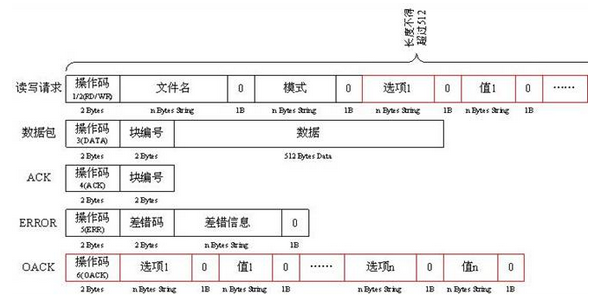 长度不得
超过512
读写请求 操作码 1/2(RD/WR) 文件名 0 模式 0 选项1 0 值1 0 ……
2 Bytes n Bytes String 1B n Bytes String 1B n Bytes String 1B n Bytes String 1B
数据包 操作码 3(DATA) 块编号 数据
2 Bytes 2 Bytes 512 Bytes Data
ACK 操作码 4(ACK) 块编号
2 Bytes 2 Bytes
ERROR 操作码 5(ERR) 差错码 差错信息 0
2 Bytes 2 Bytes n Bytes String 1B
OACK 操作码 6(OACK) 选项1 0 值1 0 …… 选项n 0 值n 0
2 Bytes n Bytes String 1B n Bytes String 1B n Bytes String 1B n Bytes String 1B